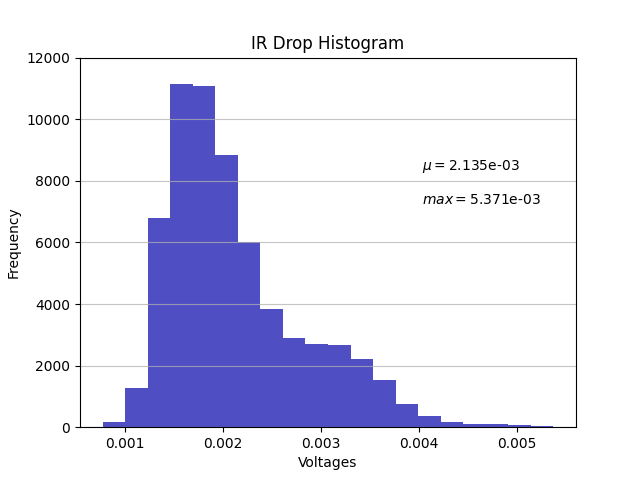 IR Drop Histogram
12000
10000
8000
6000
4000
2000
0
Frequency
μ = 2.135e-03
max = 5.371e-03
0.001 0.002 0.003 0.004 0.005
Voltages